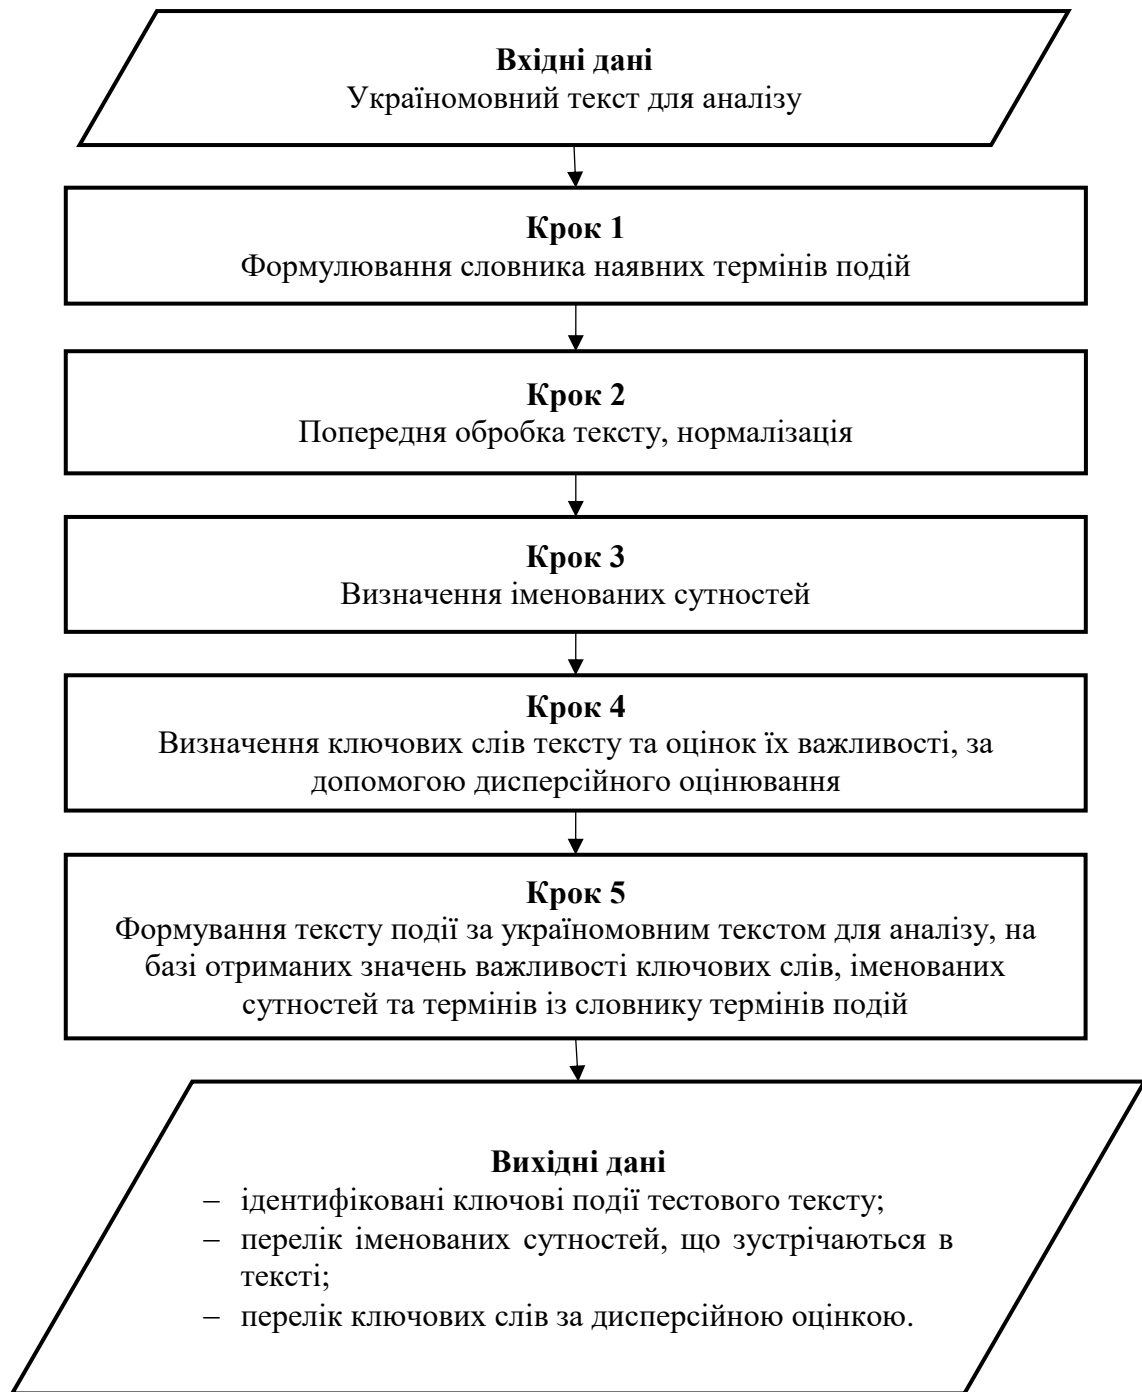 Вхідні дані
Україномовний текст для аналізу
Крок 1
Формулювання словника наявних термінів подій
Крок 2
Попередня обробка тексту, нормалізація
Крок 3
Визначення іменованих сутностей
Крок 4
Визначення ключових слів тексту та оцінок їх важливості, за
допомогою дисперсійного оцінювання
Крок 5
Формування тексту події за україномовним текстом для аналізу, на
базі отриманих значень важливості ключових слів, іменованих
сутностей та термінів із словнику термінів подій
Вихідні дані
– ідентифіковані ключові події тестового тексту;
– перелік іменованих сутностей, що зустрічаються в
тексті;
– перелік ключових слів за дисперсійною оцінкою.